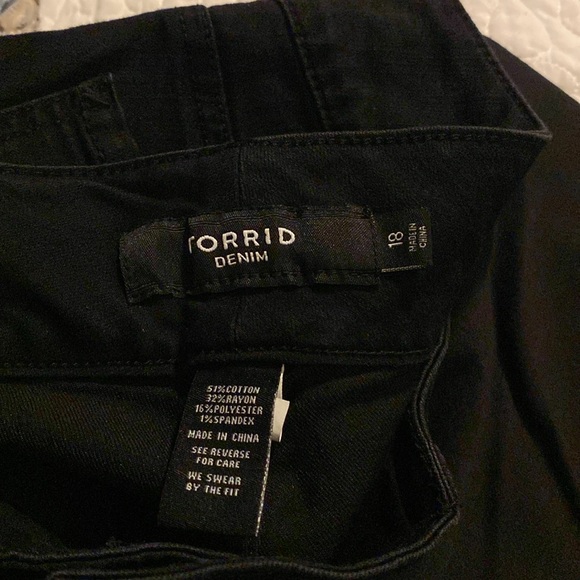 TORRID
DENIM
18
MADE IN
CHINA
51%COTTON
32%RAYON
16%POLYESTER
1%SPANDEX
MADE IN CHINA
SEE REVERSE
FOR CARE
WE SWEAR
BY THE FIT